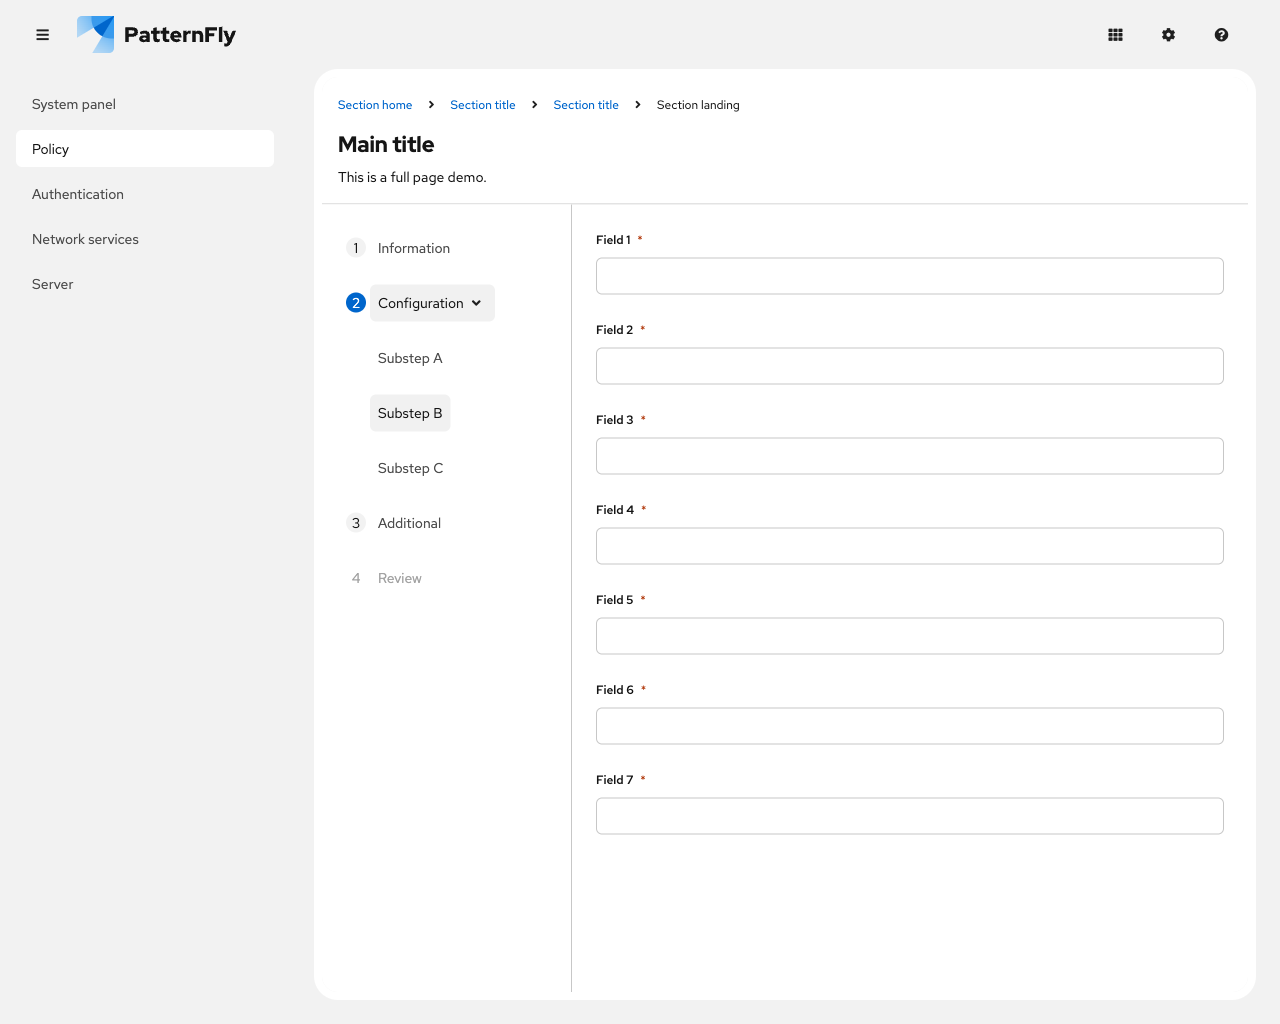 PatternFly
System panel
Policy
Authentication
Network services
Server
Section home
Section title
Section title
Section landing
Main title
This is a full page demo.
1 Information
2 Configuration
Substep A
Substep B
Substep C
3 Additional
4 Review
Field 1 *
Field 2 *
Field 3 *
Field 4 *
Field 5 *
Field 6 *
Field 7 *